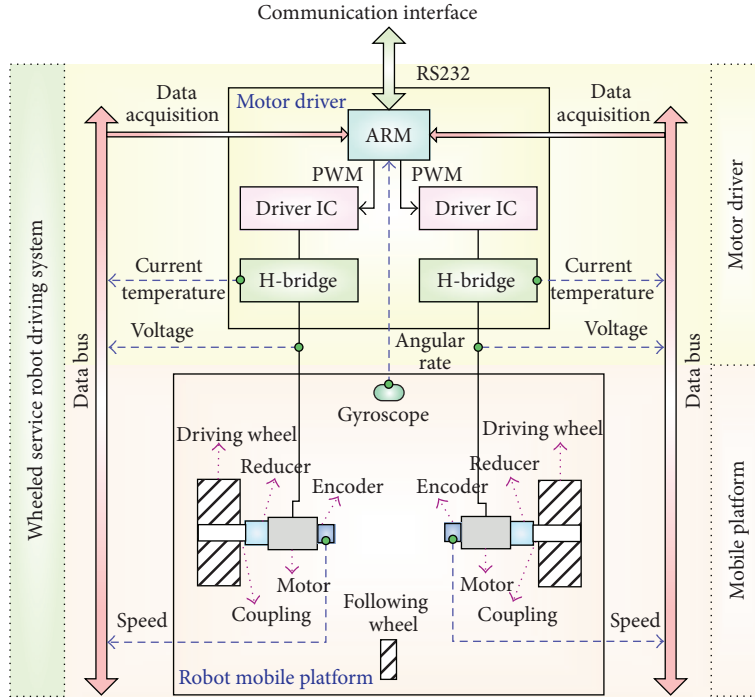 Communication interface
RS232
Data
acquisition
Motor driver
Data
acquisition
ARM
PWM
PWM
Driver IC
Driver IC
Current
temperature
H-bridge
H-bridge
Current
temperature
Voltage
Angular
rate
Voltage
Gyroscope
Driving wheel
Reducer
Encoder
Driving wheel
Reducer
Encoder
Motor
Coupling
Motor
Coupling
Speed
Following
wheel
Speed
Robot mobile platform
Data bus
Data bus
Wheeled service robot driving system
Motor driver
Mobile platform